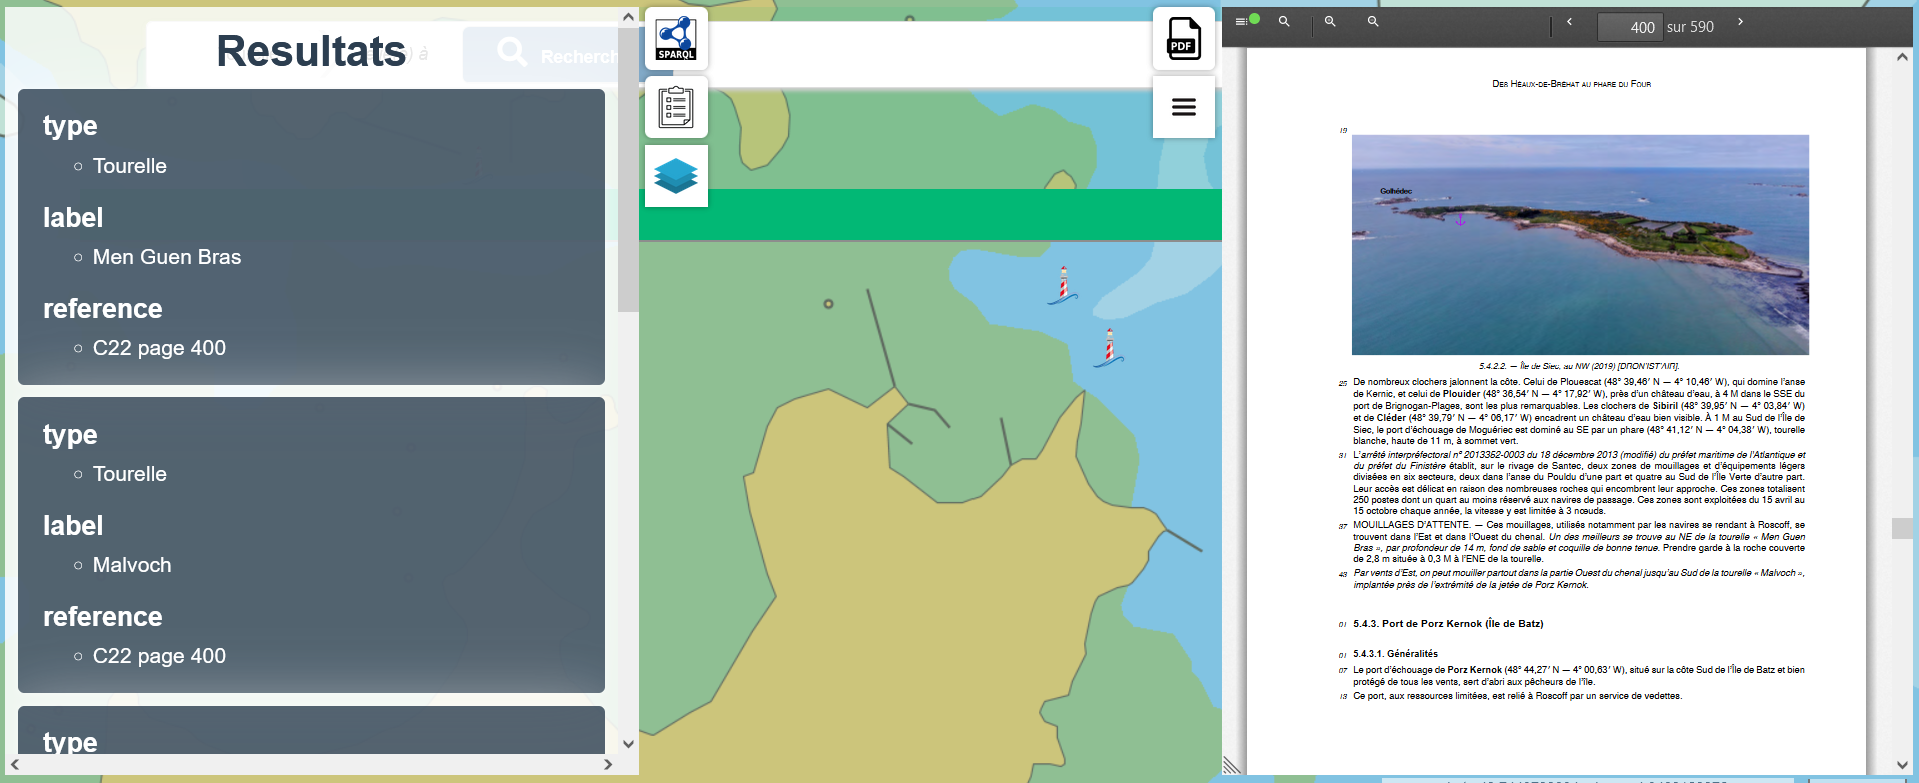 Resultats
) à
Recherch
type
Tourelle
label
Men Guen Bras
reference
C22 page 400
type
Tourelle
label
Malvoch
reference
C22 page 400
type
SPARQL
PDF
400 sur 590
Des Héaux-de-Bréhat au phare du Four
19
Golhédec
5.4.2.2. — Île de Siec, au NW (2019) [DRON'IST'AIR].
25 De nombreux clochers jalonnent la côte. Celui de Plouescat (48° 39,46' N — 4° 10,46' W), qui domine l'anse
de Kernic, et celui de Plouider (48° 36,54' N — 4° 17,92' W), près d'un château d'eau, à 4 M dans le SSE du
port de Brignogan-Plages, sont les plus remarquables. Les clochers de Sibiril (48° 39,95' N — 4° 03,84' W)
et de Cléder (48° 39,79' N — 4° 06,17' W) encadrent un château d'eau bien visible. À 1 M au Sud de l'Île de
Siec, le port d'échouage de Moguériec est dominé au SE par un phare (48° 41,12' N — 4° 04,38' W), tourelle
blanche, haute de 11 m, à sommet vert.
31 L'arrêté interpréfectoral n° 2013352-0003 du 18 décembre 2013 (modifié) du préfet maritime de l'Atlantique et
du préfet du Finistère établit, sur le rivage de Santec, deux zones de mouillages et d'équipements légers
divisées en six secteurs, deux dans l'anse du Pouldu d'une part et quatre au Sud de l'Île Verte d'autre part.
Leur accès est délicat en raison des nombreuses roches qui encombrent leur approche. Ces zones totalisent
250 postes dont un quart au moins réservé aux navires de passage. Ces zones sont exploitées du 15 avril au
15 octobre chaque année, la vitesse y est limitée à 3 nœuds.
37 MOUILLAGES D'ATTENTE. — Ces mouillages, utilisés notamment par les navires se rendant à Roscoff, se
trouvent dans l'Est et dans l'Ouest du chenal. Un des meilleurs se trouve au NE de la tourelle « Men Guen
Bras », par profondeur de 14 m, fond de sable et coquille de bonne tenue. Prendre garde à la roche couverte
de 2,8 m située à 0,3 M à l'ENE de la tourelle.
43 Par vents d'Est, on peut mouiller partout dans la partie Ouest du chenal jusqu'au Sud de la tourelle « Malvoch »,
implantée près de l'extrémité de la jetée de Porz Kernok.
01 5.4.3. Port de Porz Kernok (Île de Batz)
01 5.4.3.1. Généralités
07 Le port d'échouage de Porz Kernok (48° 44,27' N — 4° 00,63' W), situé sur la côte Sud de l'Île de Batz et bien
protégé de tous les vents, sert d'abri aux pêcheurs de l'île.
13 Ce port, aux ressources limitées, est relié à Roscoff par un service de vedettes.